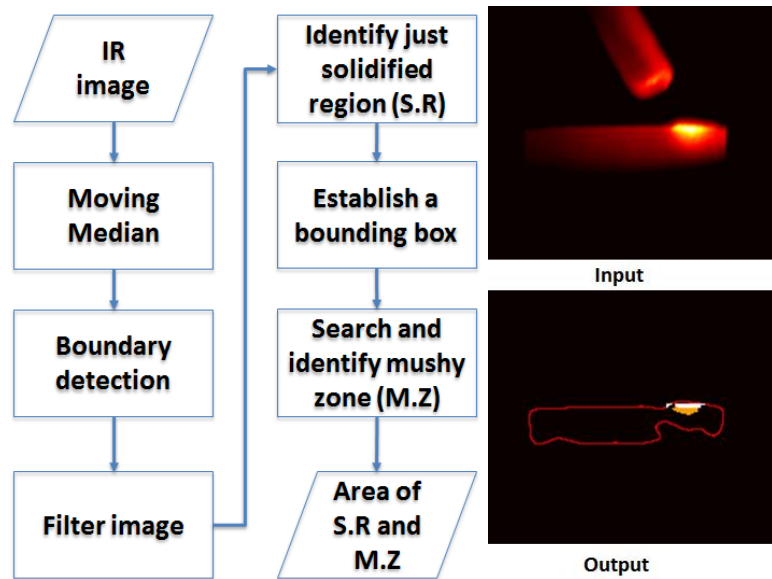 IR
image
Moving
Median
Boundary
detection
Filter image
Identify just
solidified
region (S.R)
Establish a
bounding box
Search and
identify mushy
zone (M.Z)
Area of
S.R and
M.Z
Input
Output